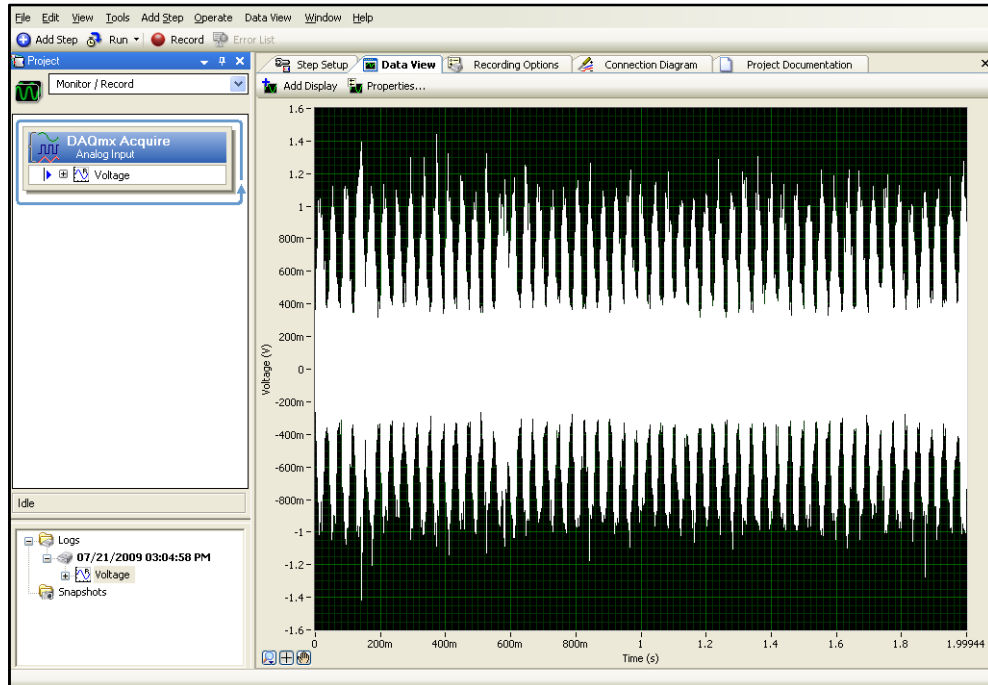 File Edit View Tools Add Step Operate Data View Window Help
Add Step Run Record Error List
Project
Monitor / Record
DAQmx Acquire
Analog Input
Voltage
Idle
Logs
07/21/2009 03:04:58 PM
Voltage
Snapshots
Step Setup Data View Recording Options Connection Diagram Project Documentation
Add Display Properties...
1.6
1.4
1.2
1
800m
600m
400m
200m
0
-200m
-400m
-600m
-800m
-1
-1.2
-1.4
-1.6
Voltage (V)
0 200m 400m 600m 800m 1 1.2 1.4 1.6 1.8 1.99944
Time (s)